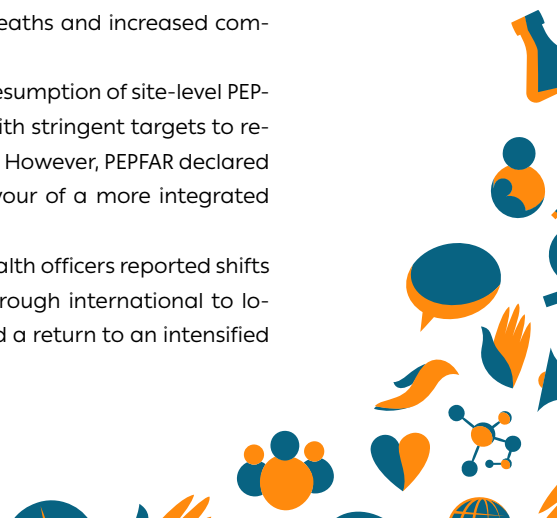 eaths and increased com-
esumption of site-level PEP-
ith stringent targets to re-
However, PEPFAR declared
vour of a more integrated
alth officers reported shifts
rough international to lo-
d a return to an intensified